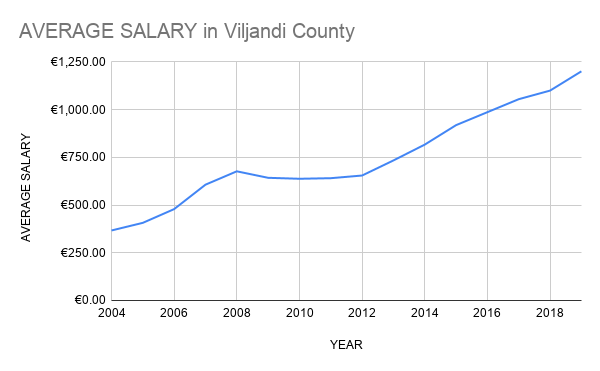 AVERAGE SALARY in Viljandi County
€1,250.00
€1,000.00
€750.00
€500.00
€250.00
€0.00
AVERAGE SALARY
2004 2006 2008 2010 2012 2014 2016 2018
YEAR